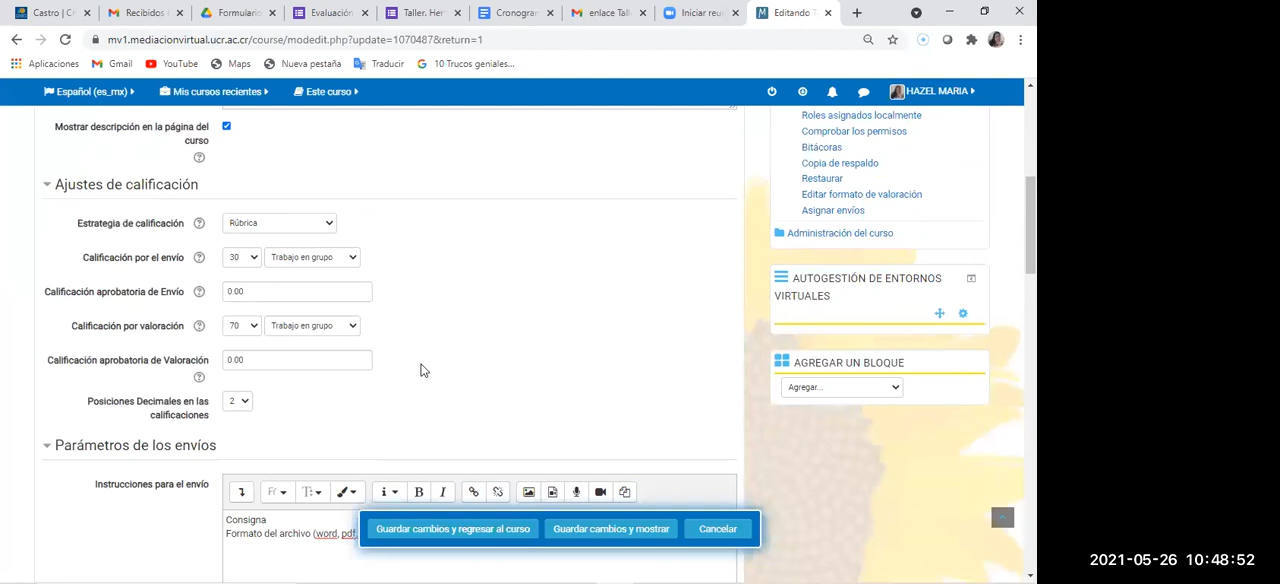 Castro | C
Recibidos
Formulario
Evaluación
Taller. Her
Cronogram
enlace Tall
Iniciar reu
Editando T
mv1.mediacionvirtual.ucr.ac.cr/course/modedit.php?update=1070487&return=1
Aplicaciones
Gmail
YouTube
Maps
Nueva pestaña
Traducir
10 Trucos geniales...
Español (es_mx)
Mis cursos recientes
Este curso
HAZEL MARIA
Mostrar descripción en la página del
curso
Ajustes de calificación
Estrategia de calificación
Rúbrica
Calificación por el envío
30
Trabajo en grupo
Calificación aprobatoria de Envío
0.00
Calificación por valoración
70
Trabajo en grupo
Calificación aprobatoria de Valoración
0.00
Posiciones Decimales en las
calificaciones
2
Parámetros de los envíos
Instrucciones para el envío
B
I
Consigna
Formato del archivo (word, pdf,
Guardar cambios y regresar al curso
Guardar cambios y mostrar
Cancelar
Roles asignados localmente
Comprobar los permisos
Bitácoras
Copia de respaldo
Restaurar
Editar formato de valoración
Asignar envíos
Administración del curso
AUTOGESTIÓN DE ENTORNOS
VIRTUALES
AGREGAR UN BLOQUE
Agregar...
2021-05-26 10:48:52